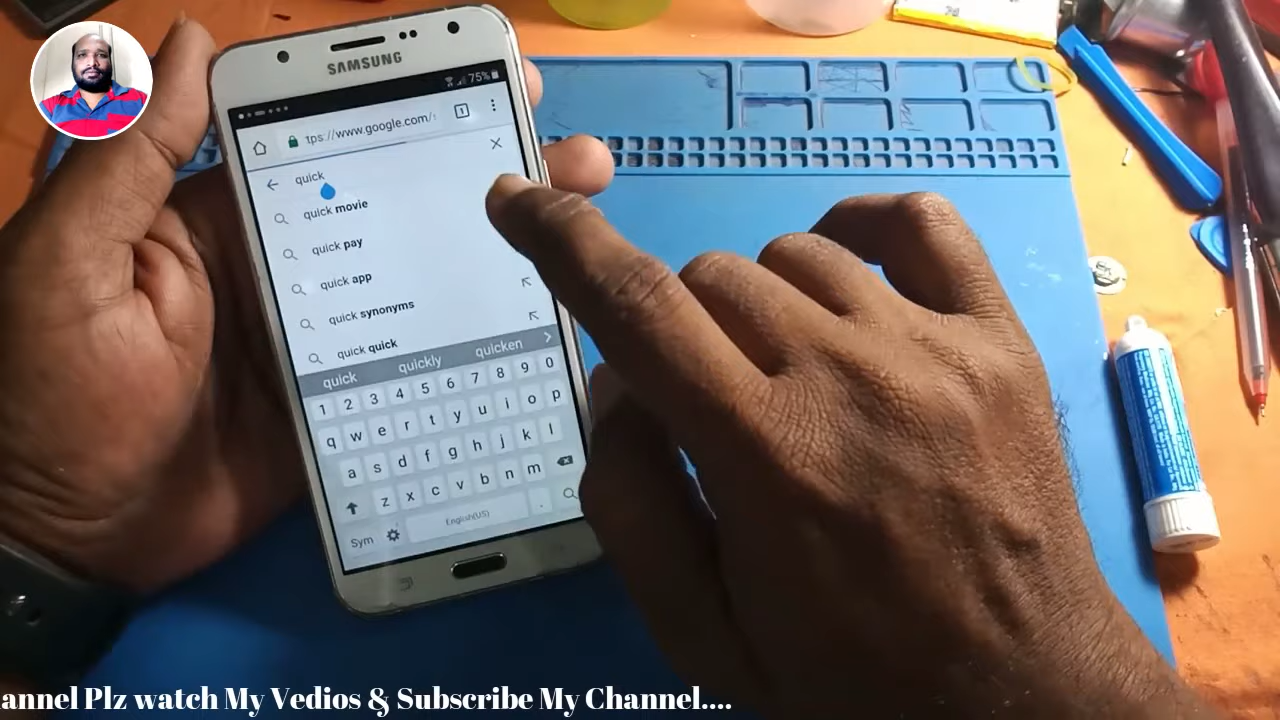 SAMSUNG
75%
tps://www.google.com/s
1
quick
quick movie
quick pay
quick app
quick synonyms
quick quick
quick quickly quicken
1 2 3 4 5 6 7 8 9 0
q w e r t y u i o p
a s d f g h j k l
z x c v b n m
Sym English(US) .
annel Plz watch My Vedios & Subscribe My Channel....